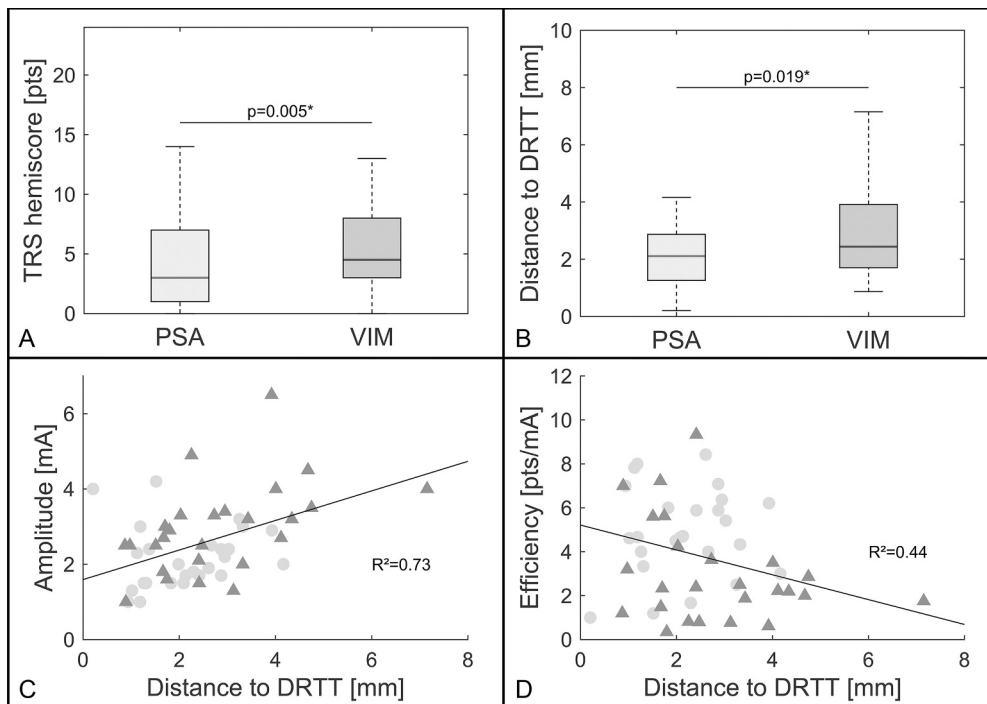 TRS hemiscore [pts]
20
15
10
5
0
p=0.005*
PSA VIM
A
Distance to DRTT [mm]
10
8
6
4
2
0
p=0.019*
PSA VIM
B
Amplitude [mA]
6
4
2
0
R²=0.73
0 2 4 6 8
Distance to DRTT [mm]
C
Efficiency [pts/mA]
12
10
8
6
4
2
0
R²=0.44
0 2 4 6 8
Distance to DRTT [mm]
D